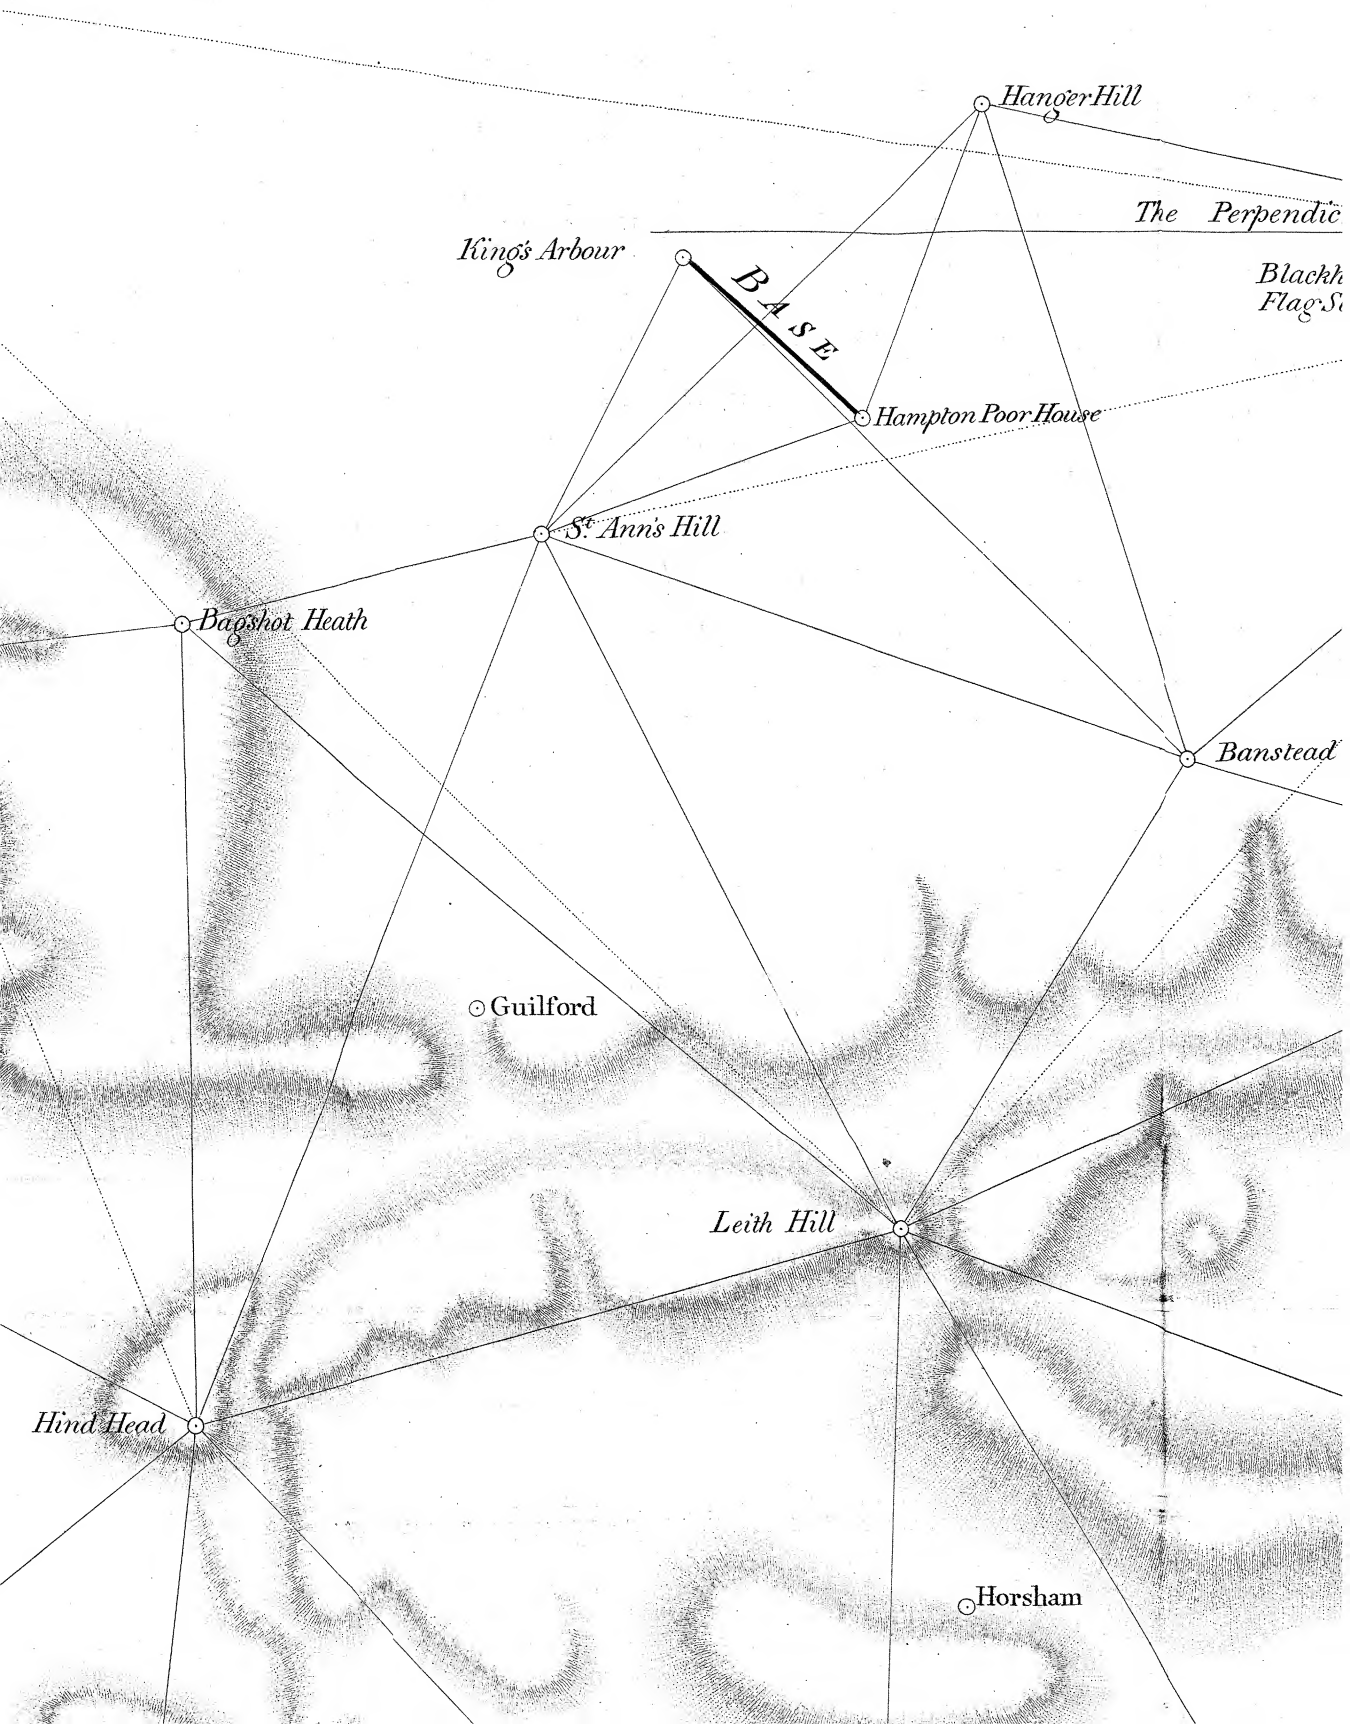 Hanger Hill
The Perpendic
King's Arbour
BASE
Blackh
Flag S
Hampton Poor House
St. Ann's Hill
Bagshot Heath
Banstead
Guilford
Leith Hill
Hind Head
Horsham